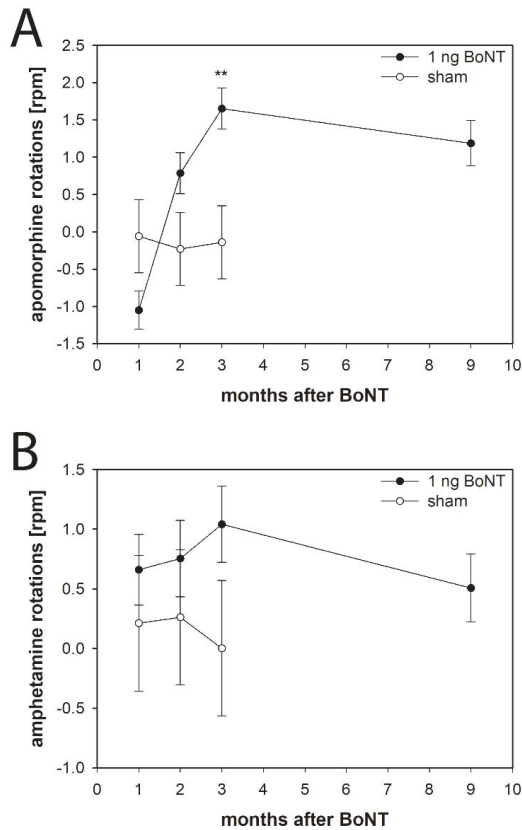 A
apomorphine rotations [rpm]
2.5
2.0
1.5
1.0
0.5
0.0
-0.5
-1.0
-1.5
**
1 ng BoNT
sham
0 1 2 3 4 5 6 7 8 9 10
months after BoNT
B
amphetamine rotations [rpm]
1.5
1.0
0.5
0.0
-0.5
-1.0
1 ng BoNT
sham
0 1 2 3 4 5 6 7 8 9 10
months after BoNT